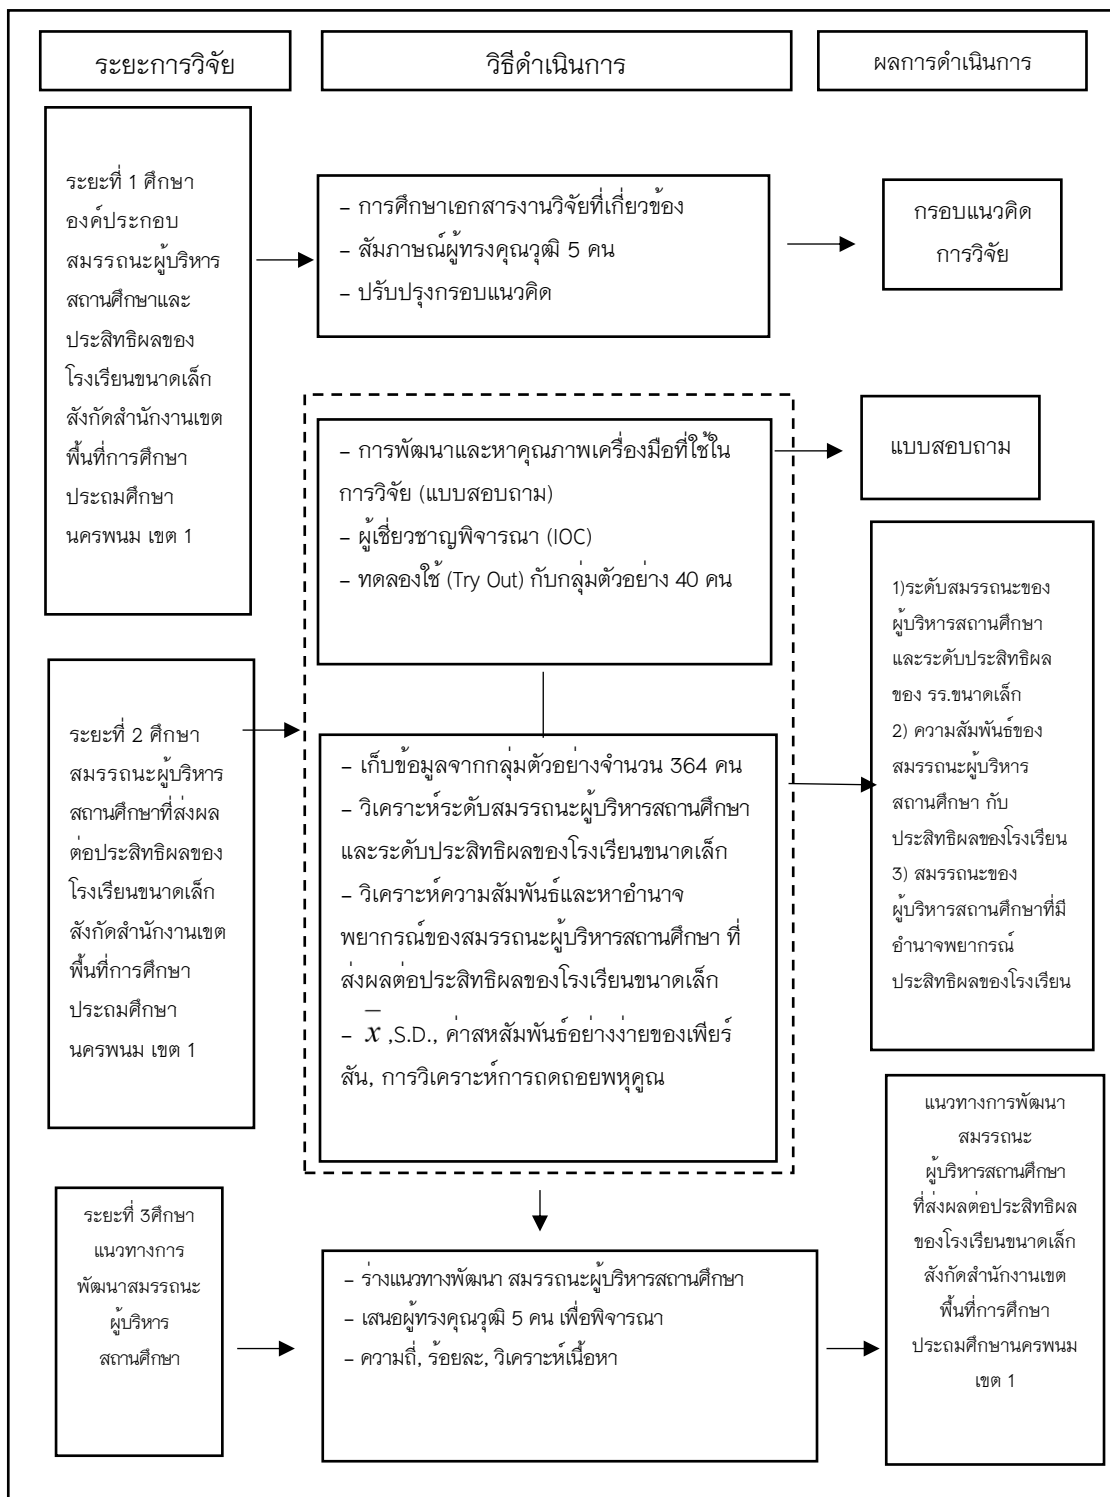 ระยะการวิจัย
วิธีดำเนินการ
ผลการดำเนินการ
ระยะที่ 1 ศึกษา
องค์ประกอบ
สมรรถนะผู้บริหาร
สถานศึกษาและ
ประสิทธิผลของ
โรงเรียนขนาดเล็ก
สังกัดสำนักงานเขต
พื้นที่การศึกษา
ประถมศึกษา
นครพนม เขต 1
– การศึกษาเอกสารงานวิจัยที่เกี่ยวข้อง
– สัมภาษณ์ผู้ทรงคุณวุฒิ 5 คน
– ปรับปรุงกรอบแนวคิด
กรอบแนวคิด
การวิจัย
– การพัฒนาและหาคุณภาพเครื่องมือที่ใช้ใน
การวิจัย (แบบสอบถาม)
– ผู้เชี่ยวชาญพิจารณา (IOC)
– ทดลองใช้ (Try Out) กับกลุ่มตัวอย่าง 40 คน
แบบสอบถาม
ระยะที่ 2 ศึกษา
สมรรถนะผู้บริหาร
สถานศึกษาที่ส่งผล
ต่อประสิทธิผลของ
โรงเรียนขนาดเล็ก
สังกัดสำนักงานเขต
พื้นที่การศึกษา
ประถมศึกษา
นครพนม เขต 1
– เก็บข้อมูลจากกลุ่มตัวอย่างจำนวน 364 คน
– วิเคราะห์ระดับสมรรถนะผู้บริหารสถานศึกษา
และระดับประสิทธิผลของโรงเรียนขนาดเล็ก
– วิเคราะห์ความสัมพันธ์และหาอำนาจ
พยากรณ์ของสมรรถนะผู้บริหารสถานศึกษา ที่
ส่งผลต่อประสิทธิผลของโรงเรียนขนาดเล็ก
– x̄ ,S.D., ค่าสหสัมพันธ์อย่างง่ายของเพียร์
สัน, การวิเคราะห์การถดถอยพหุคูณ
1)ระดับสมรรถนะของ
ผู้บริหารสถานศึกษา
และระดับประสิทธิผล
ของ รร.ขนาดเล็ก
2) ความสัมพันธ์ของ
สมรรถนะผู้บริหาร
สถานศึกษา กับ
ประสิทธิผลของโรงเรียน
3) สมรรถนะของ
ผู้บริหารสถานศึกษาที่มี
อำนาจพยากรณ์
ประสิทธิผลของโรงเรียน
ระยะที่ 3ศึกษา
แนวทางการ
พัฒนาสมรรถนะ
ผู้บริหาร
สถานศึกษา
– ร่างแนวทางพัฒนา สมรรถนะผู้บริหารสถานศึกษา
– เสนอผู้ทรงคุณวุฒิ 5 คน เพื่อพิจารณา
– ความถี่, ร้อยละ, วิเคราะห์เนื้อหา
แนวทางการพัฒนา
สมรรถนะ
ผู้บริหารสถานศึกษา
ที่ส่งผลต่อประสิทธิผล
ของโรงเรียนขนาดเล็ก
สังกัดสำนักงานเขต
พื้นที่การศึกษา
ประถมศึกษานครพนม
เขต 1